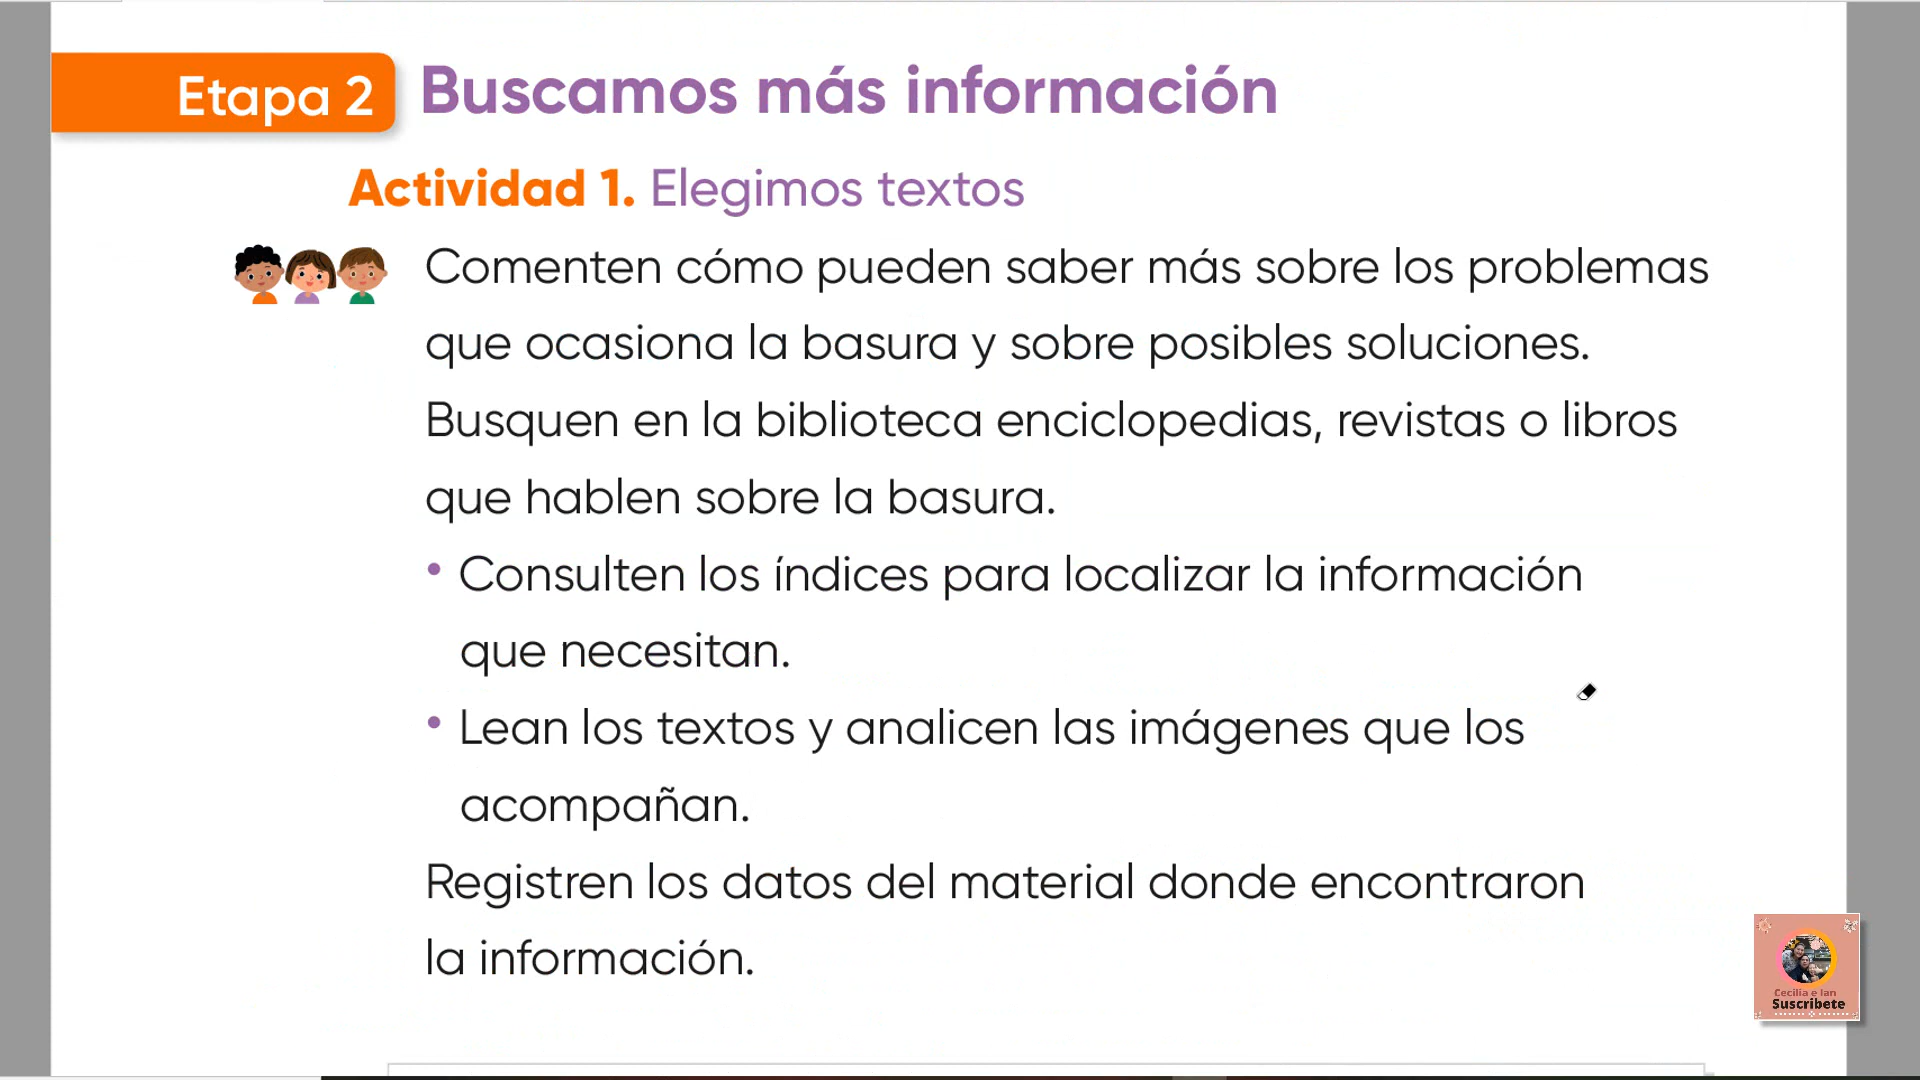 Etapa 2 Buscamos más información
Actividad 1. Elegimos textos
Comenten cómo pueden saber más sobre los problemas
que ocasiona la basura y sobre posibles soluciones.
Busquen en la biblioteca enciclopedias, revistas o libros
que hablen sobre la basura.
• Consulten los índices para localizar la información
que necesitan.
• Lean los textos y analicen las imágenes que los
acompañan.
Registren los datos del material donde encontraron
la información.
Cecilia e Ian
Suscribete